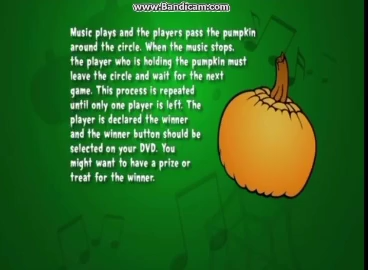 www.Bandicam.com
Music plays and the players pass the pumpkin
around the circle. When the music stops,
the player who is holding the pumpkin must
leave the circle and wait for the next
game. This process is repeated
until only one player is left. The
player is declared the winner
and the winner button should be
selected on your DVD. You
might want to have a prize or
treat for the winner.